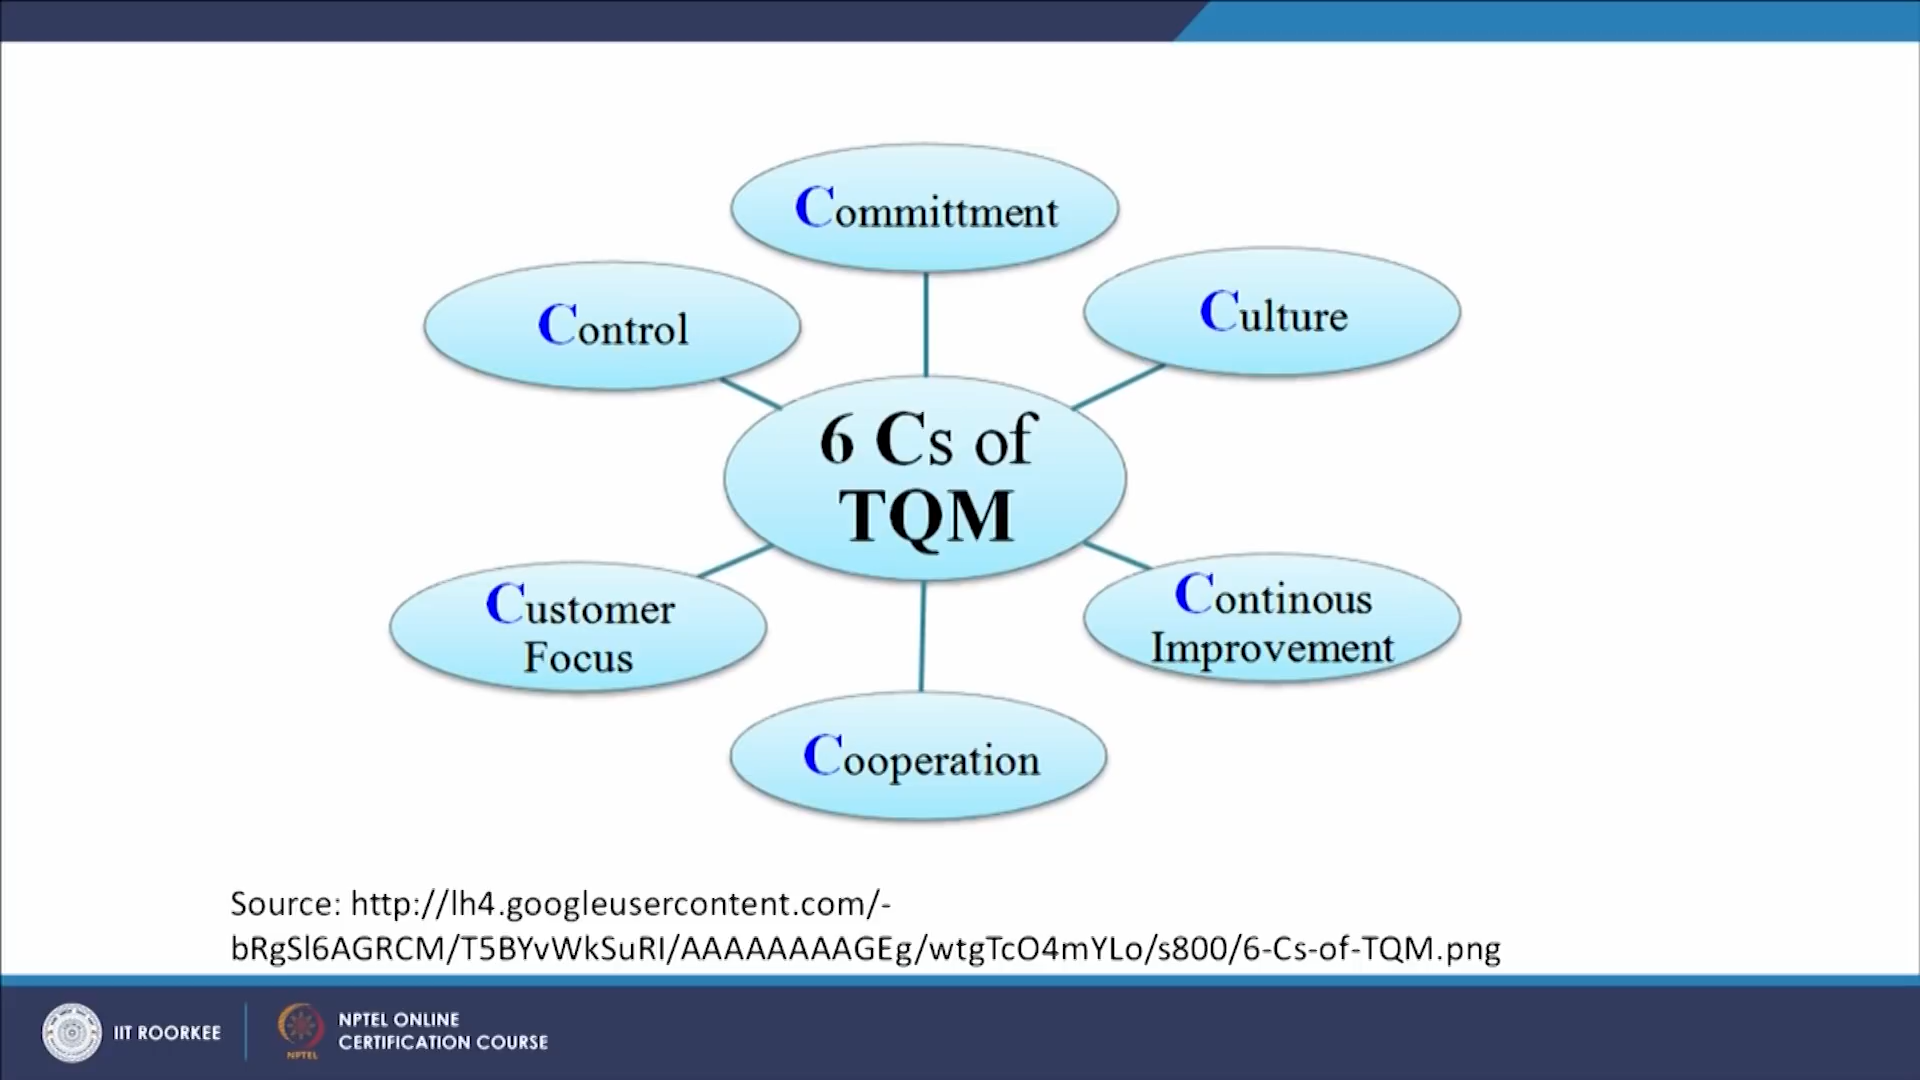 Committment
Control
Culture
6 Cs of
TQM
Customer
Focus
Continous
Improvement
Cooperation
Source: http://lh4.googleusercontent.com/-
bRgSl6AGRCM/T5BYvWkSuRI/AAAAAAAAGEg/wtgTcO4mYLo/s800/6-Cs-of-TQM.png
IIT ROORKEE
NPTEL
NPTEL ONLINE
CERTIFICATION COURSE